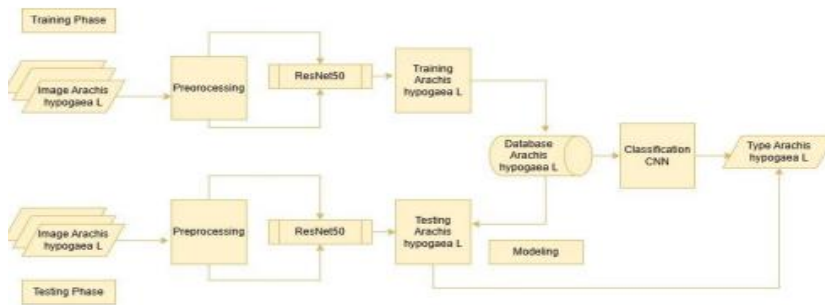 Training Phase
Image Arachis
hypogaea L
Preorocessing
ResNet50
Training
Arachis
hypogaea L
Database
Arachis
hypogaea L
Classification
CNN
Type Arachis
hypogaea L
Image Arachis
hypogaea L
Preprocessing
ResNet50
Testing
Arachis
hypogaea L
Modeling
Testing Phase